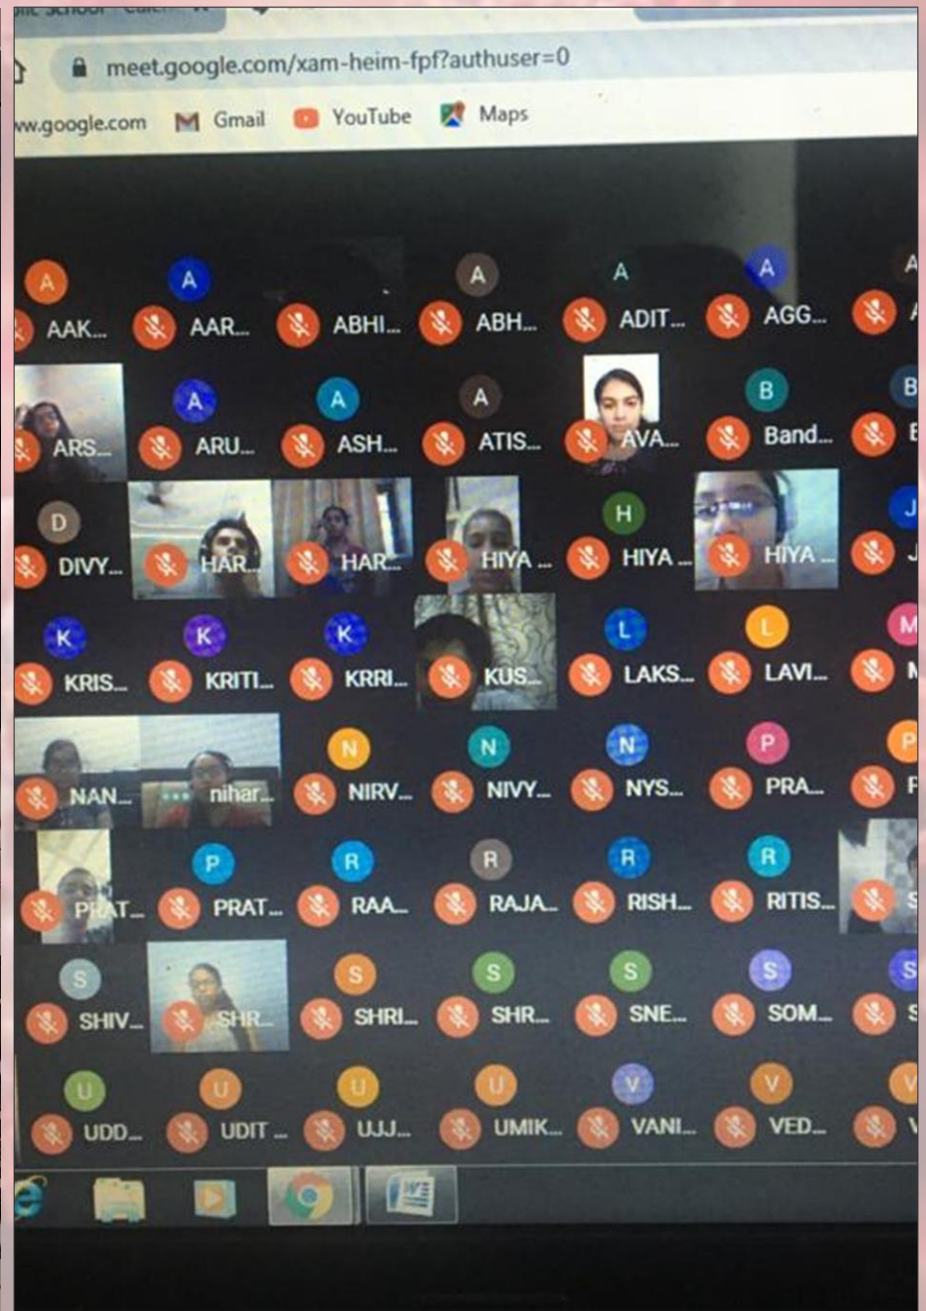 meet.google.com/xam-heim-fpf?authuser=0
www.google.com Gmail YouTube Maps
A A A A A A
AAK... AAR... ABHI... ABH... ADIT... AGG...
A A A B B
ARS... ARU... ASH... ATIS... AVA... Band...
D H J
DIVY... HAR... HAR... HIYA ... HIYA ... HIYA ...
K K K L L M
KRIS... KRITI... KRRI... KUS... LAKS... LAVI...
N N N P P
NAN... nihar... NIRV... NIVY... NYS... PRA...
P R R R R
PRAT... PRAT... RAA... RAJA... RISH... RITIS...
S S S S S S
SHIV... SHR... SHRI... SHR... SNE... SOM...
U U U U V V V
UDD... UDIT ... UJJ... UMIK... VANI... VED...